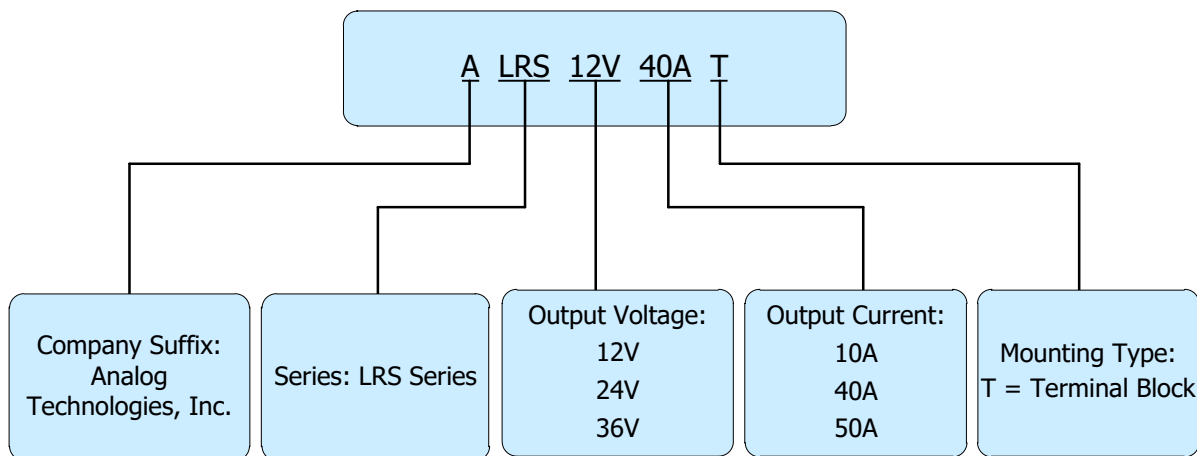 A LRS 12V 40A T
Company Suffix:
Analog
Technologies, Inc.
Series: LRS Series
Output Voltage:
12V
24V
36V
Output Current:
10A
40A
50A
Mounting Type:
T = Terminal Block